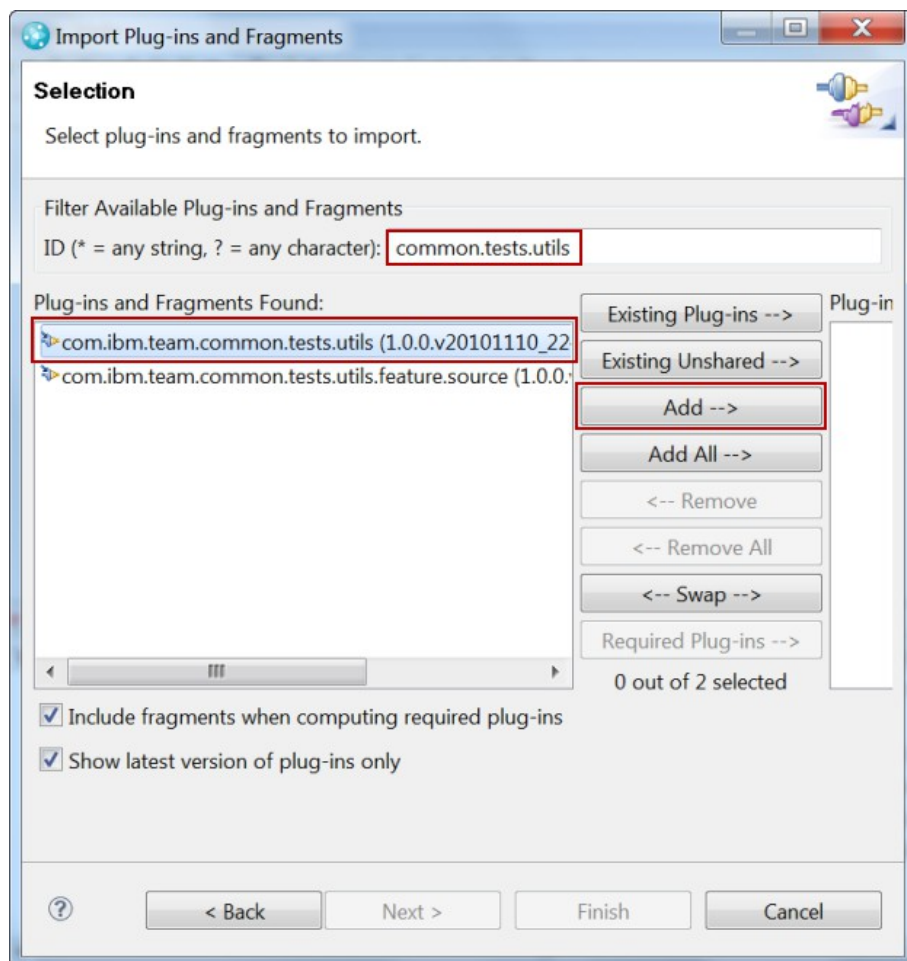 Import Plug-ins and Fragments
Selection
Select plug-ins and fragments to import.
Filter Available Plug-ins and Fragments
ID (* = any string, ? = any character): common.tests.utils
Plug-ins and Fragments Found:
com.ibm.team.common.tests.utils (1.0.0.v20101110_22
com.ibm.team.common.tests.utils.feature.source (1.0.0.
Existing Plug-ins -->
Existing Unshared -->
Add -->
Add All -->
<-- Remove
<-- Remove All
<-- Swap -->
Required Plug-ins -->
0 out of 2 selected
Plug-in
Include fragments when computing required plug-ins
Show latest version of plug-ins only
?
< Back
Next >
Finish
Cancel